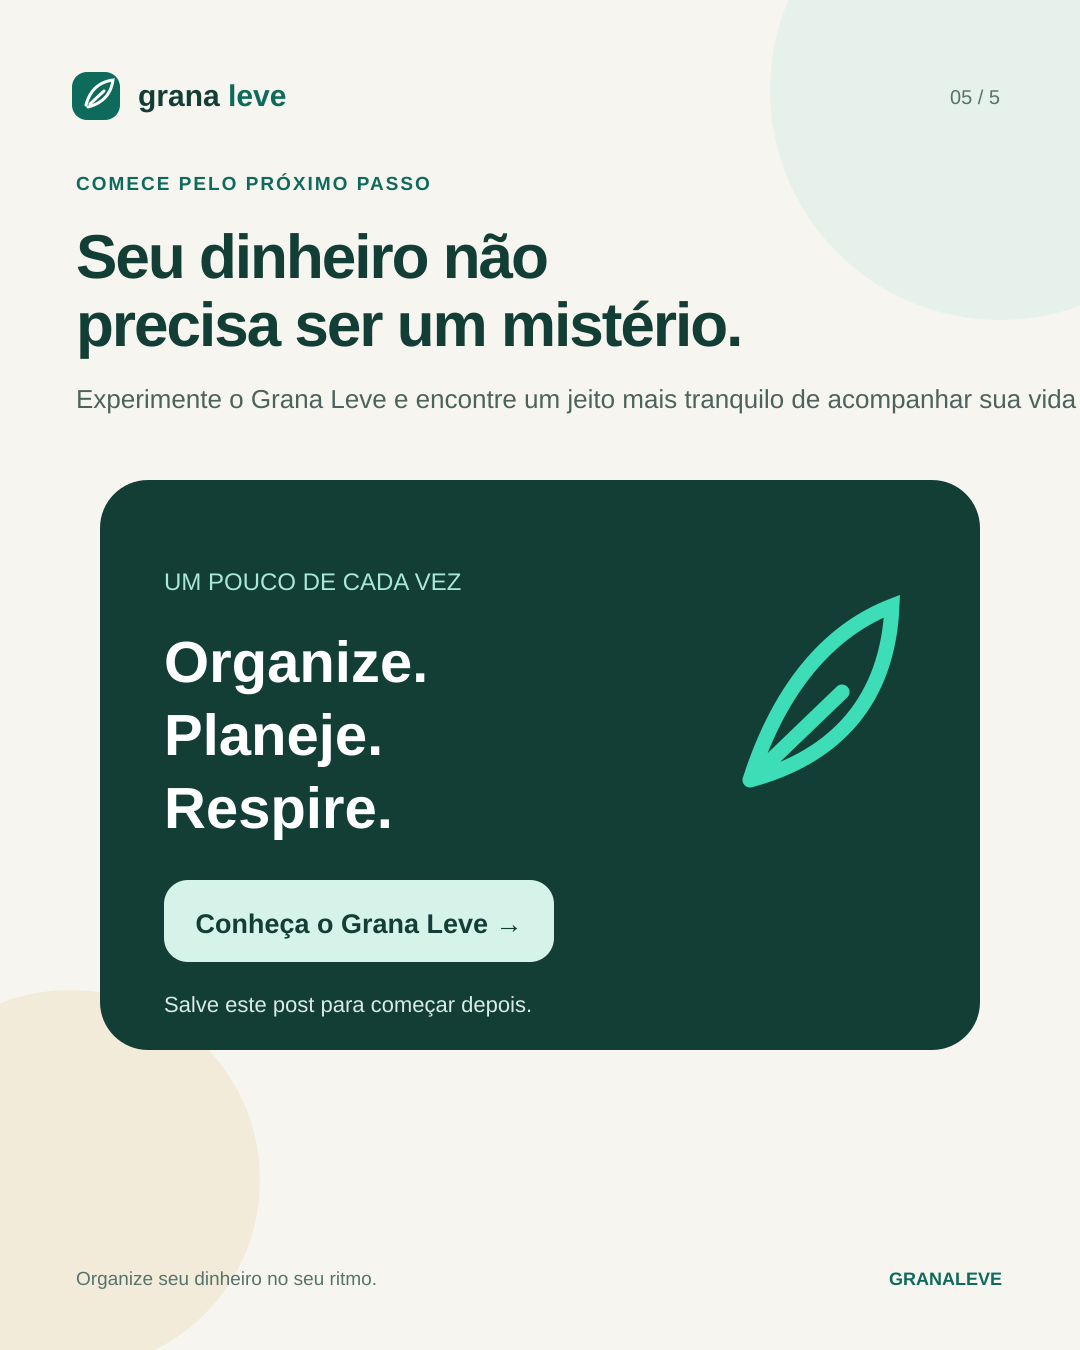 grana leve
05 / 5
COMECE PELO PRÓXIMO PASSO
Seu dinheiro não
precisa ser um mistério.
Experimente o Grana Leve e encontre um jeito mais tranquilo de acompanhar sua vida
UM POUCO DE CADA VEZ
Organize.
Planeje.
Respire.
Conheça o Grana Leve →
Salve este post para começar depois.
Organize seu dinheiro no seu ritmo.
GRANALEVE